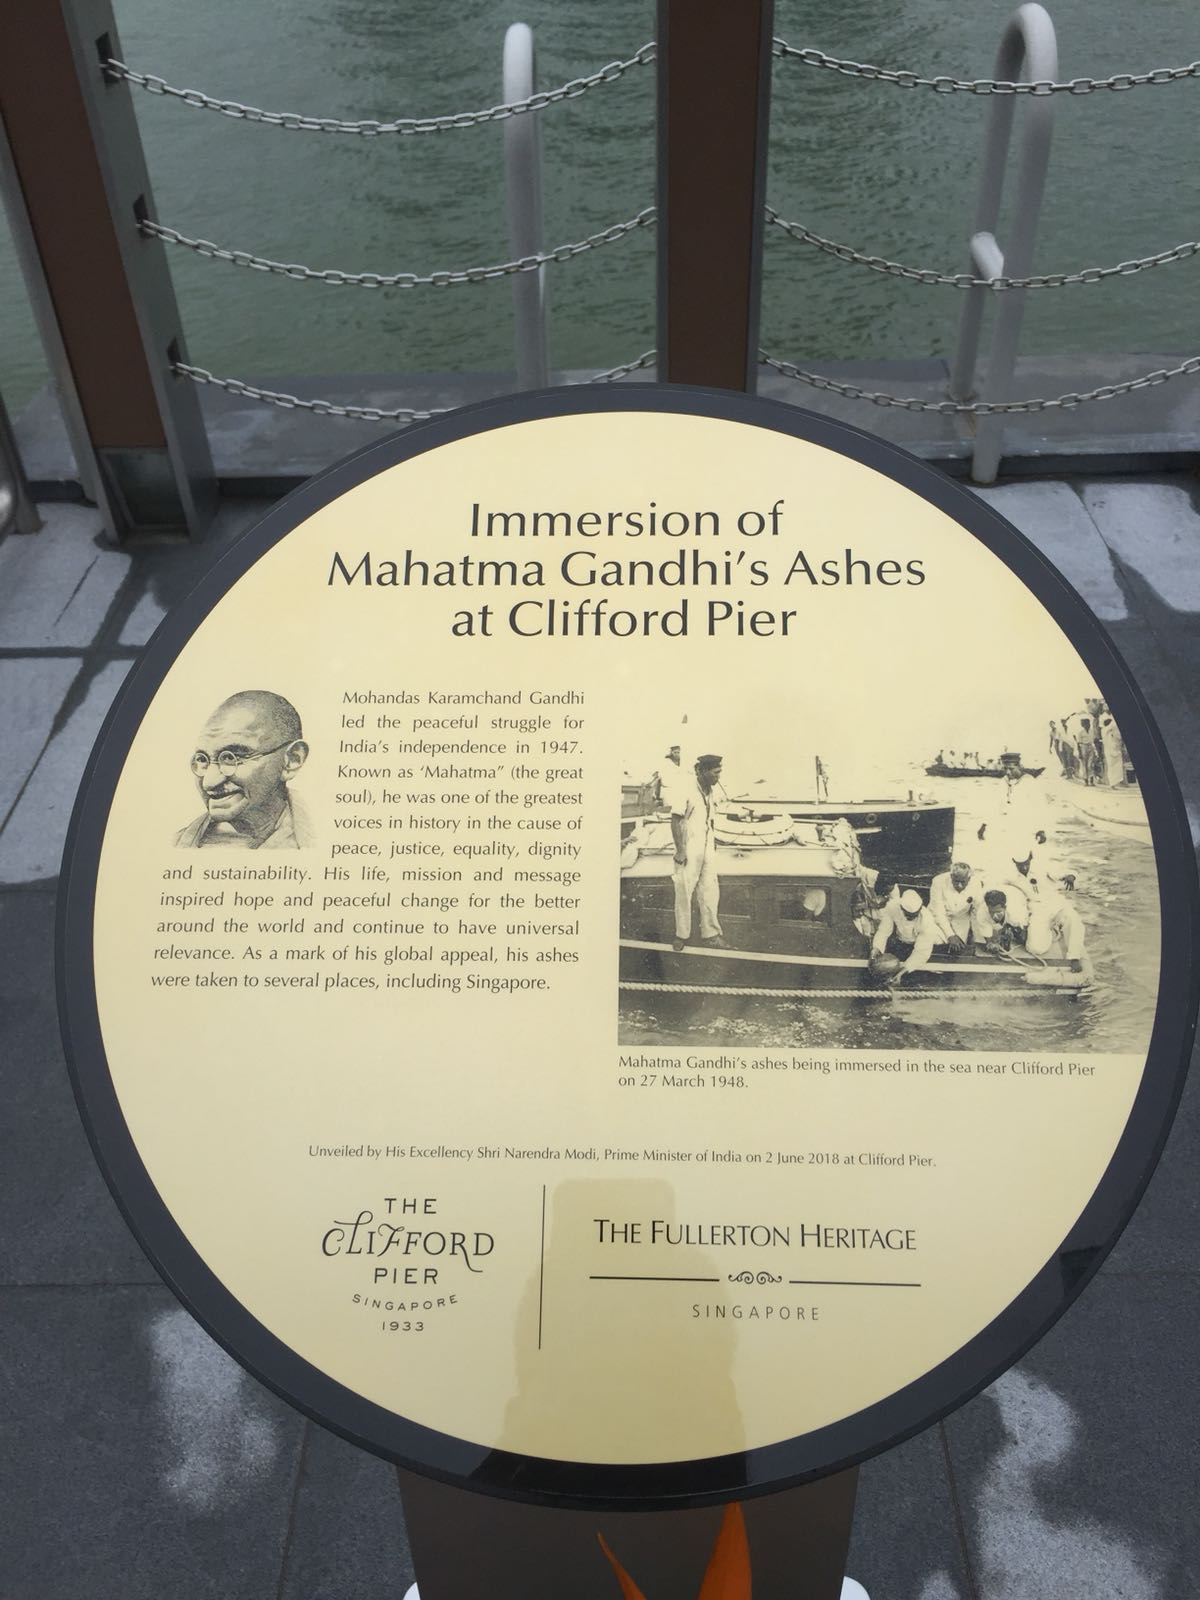 Immersion of
Mahatma Gandhi's Ashes
at Clifford Pier
Mohandas Karamchand Gandhi
led the peaceful struggle for
India's independence in 1947.
Known as 'Mahatma" (the great
soul), he was one of the greatest
voices in history in the cause of
peace, justice, equality, dignity
and sustainability. His life, mission and message
inspired hope and peaceful change for the better
around the world and continue to have universal
relevance. As a mark of his global appeal, his ashes
were taken to several places, including Singapore.
Mahatma Gandhi's ashes being immersed in the sea near Clifford Pier
on 27 March 1948.
Unveiled by His Excellency Shri Narendra Modi, Prime Minister of India on 2 June 2018 at Clifford Pier.
THE
CLIFFORD
PIER
SINGAPORE
1933
THE FULLERTON HERITAGE
SINGAPORE